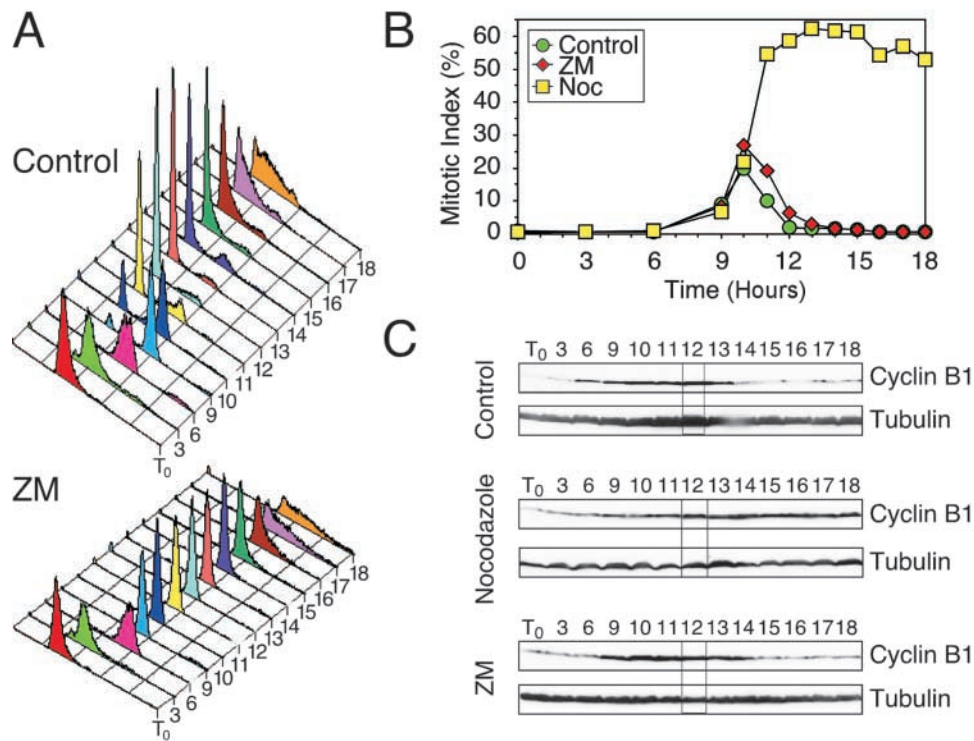 A
Control
T0 3 6 9 10 11 12 13 14 15 16 17 18
ZM
T0 3 6 9 10 11 12 13 14 15 16 17 18
B
Mitotic Index (%)
60
50
40
30
20
10
0
Control
ZM
Noc
0 3 6 9 12 15 18
Time (Hours)
C
Control
T0 3 6 9 10 11 12 13 14 15 16 17 18
Cyclin B1
Tubulin
Nocodazole
T0 3 6 9 10 11 12 13 14 15 16 17 18
Cyclin B1
Tubulin
ZM
T0 3 6 9 10 11 12 13 14 15 16 17 18
Cyclin B1
Tubulin